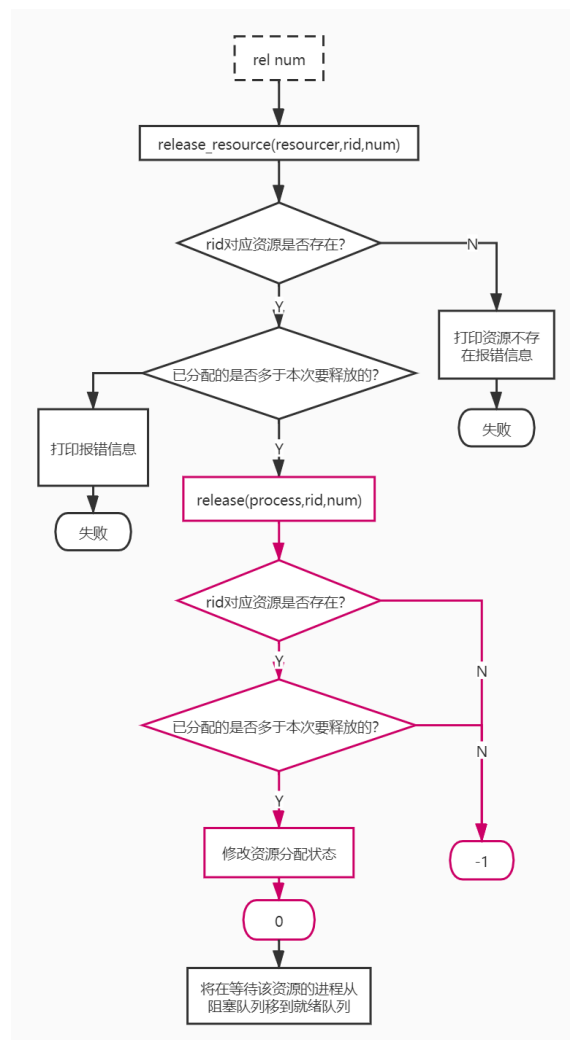 rel num
release_resource(resourcer,rid,num)
rid对应资源是否存在?
N
Y
打印资源不存
在报错信息
已分配的是否多于本次要释放的?
失败
打印报错信息
Y
release(process,rid,num)
失败
rid对应资源是否存在?
Y
N
已分配的是否多于本次要释放的?
N
Y
修改资源分配状态
-1
0
将在等待该资源的进程从
阻塞队列移到就绪队列